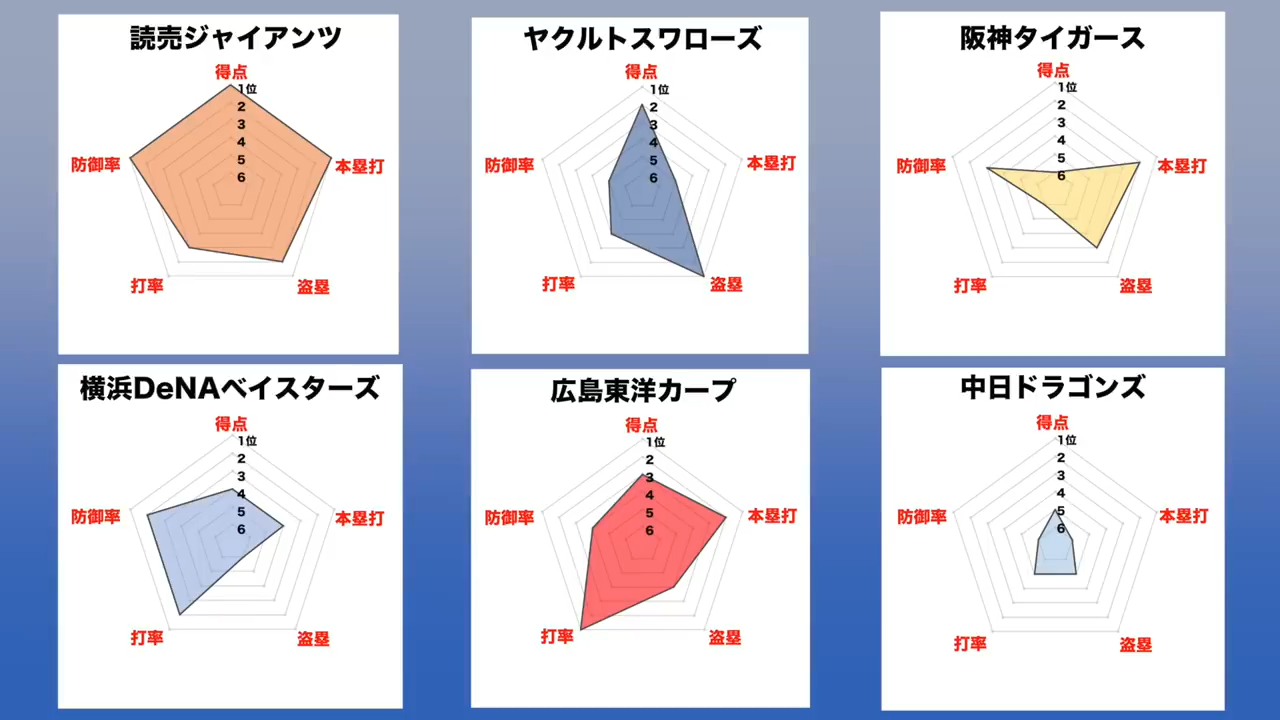 読売ジャイアンツ
得点
1位
2
3
4
5
6
防御率
本塁打
打率
盗塁
ヤクルトスワローズ
得点
1位
2
3
4
5
6
防御率
本塁打
打率
盗塁
阪神タイガース
得点
1位
2
3
4
5
6
防御率
本塁打
打率
盗塁
横浜DeNAベイスターズ
得点
1位
2
3
4
5
6
防御率
本塁打
打率
盗塁
広島東洋カープ
得点
1位
2
3
4
5
6
防御率
本塁打
打率
盗塁
中日ドラゴンズ
得点
1位
2
3
4
5
6
防御率
本塁打
打率
盗塁